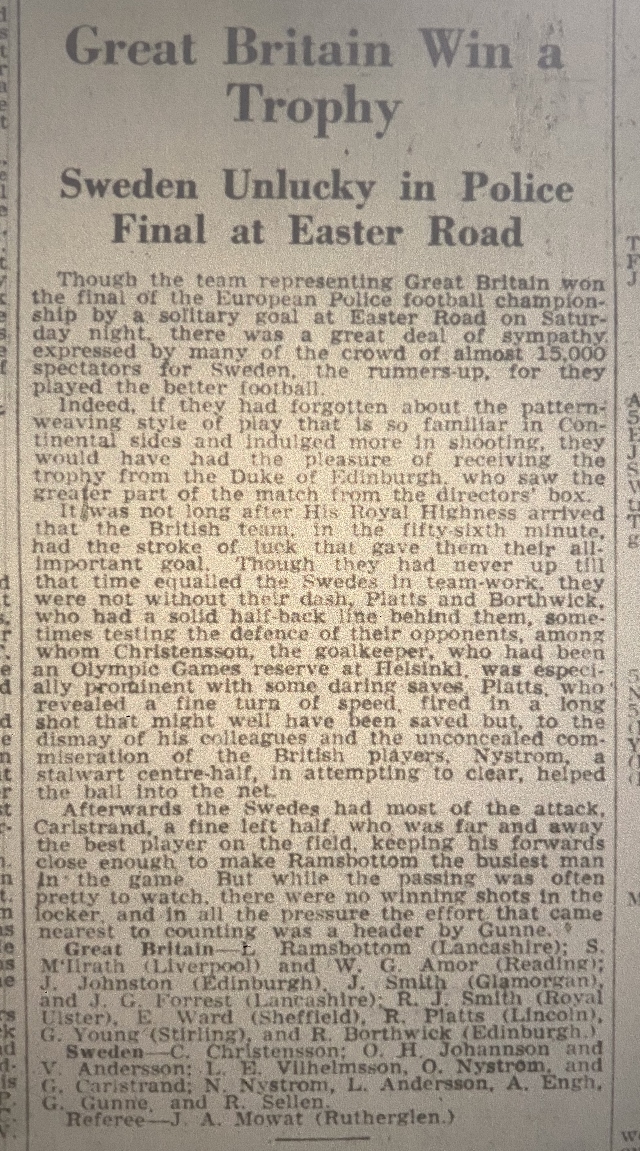 Great Britain Win a
Trophy
Sweden Unlucky in Police
Final at Easter Road
Though the team representing Great Britain won
the final of the European Police football champion-
ship by a solitary goal at Easter Road on Satur-
day night, there was a great deal of sympathy
expressed by many of the crowd of almost 15,000
spectators for Sweden, the runners-up, for they
played the better football.
Indeed, if they had forgotten about the pattern-
weaving style of play that is so familiar in Con-
tinental sides and indulged more in shooting, they
would have had the pleasure of receiving the
trophy from the Duke of Edinburgh, who saw the
greater part of the match from the directors' box.
It was not long after His Royal Highness arrived
that the British team, in the fifty-sixth minute,
had the stroke of luck that gave them their all-
important goal. Though they had never up till
that time equalled the Swedes in team-work, they
were not without their dash, Platts and Borthwick,
who had a solid half-back line behind them, some-
times testing the defence of their opponents, among
whom Christensson, the goalkeeper, who had been
an Olympic Games reserve at Helsinki, was especi-
ally prominent with some daring saves. Platts, who
revealed a fine turn of speed, fired in a long
shot that might well have been saved but, to the
dismay of his colleagues and the unconcealed com-
miseration of the British players, Nystrom, a
stalwart centre-half, in attempting to clear, helped
the ball into the net.
Afterwards the Swedes had most of the attack,
Carlstrand, a fine left half, who was far and away
the best player on the field, keeping his forwards
close enough to make Ramsbottom the busiest man
in the game. But while the passing was often
pretty to watch, there were no winning shots in the
locker, and in all the pressure the effort that came
nearest to counting was a header by Gunne.
Great Britain—L Ramsbottom (Lancashire); S.
M'Ilrath (Liverpool) and W. G. Amor (Reading);
J. Johnston (Edinburgh), J. Smith (Glamorgan),
and J. G. Forrest (Lancashire); R. J. Smith (Royal
Ulster), E. Ward (Sheffield), R. Platts (Lincoln),
G. Young (Stirling), and R. Borthwick (Edinburgh.)
Sweden—C. Christensson; O. H. Johannson and
V. Andersson; L. E. Vilhelmsson, O. Nystrom, and
G. Carlstrand; N. Nystrom, L. Andersson, A. Engh,
G. Gunne, and R. Sellen.
Referee—J. A. Mowat (Rutherglen.)